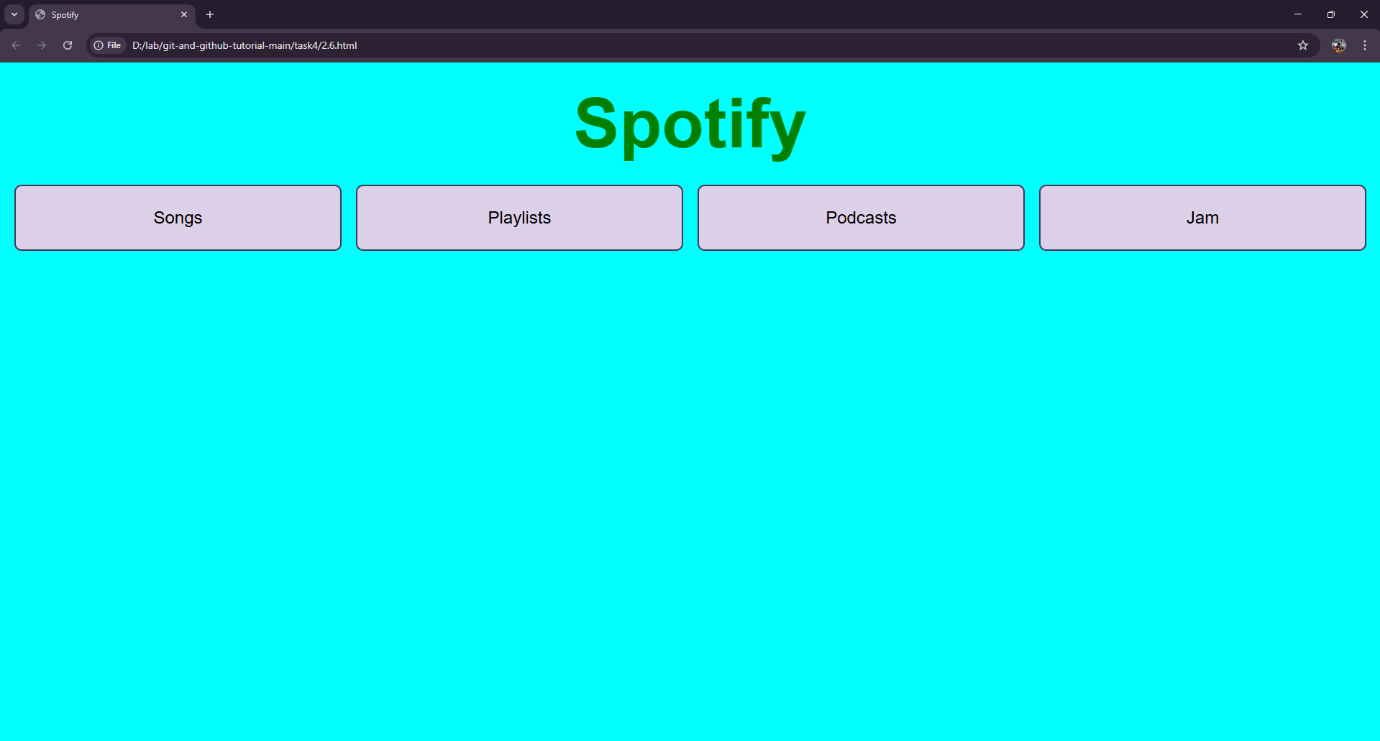 Spotify
File D:/lab/git-and-github-tutorial-main/task4/2.6.html
Spotify
Songs Playlists Podcasts Jam